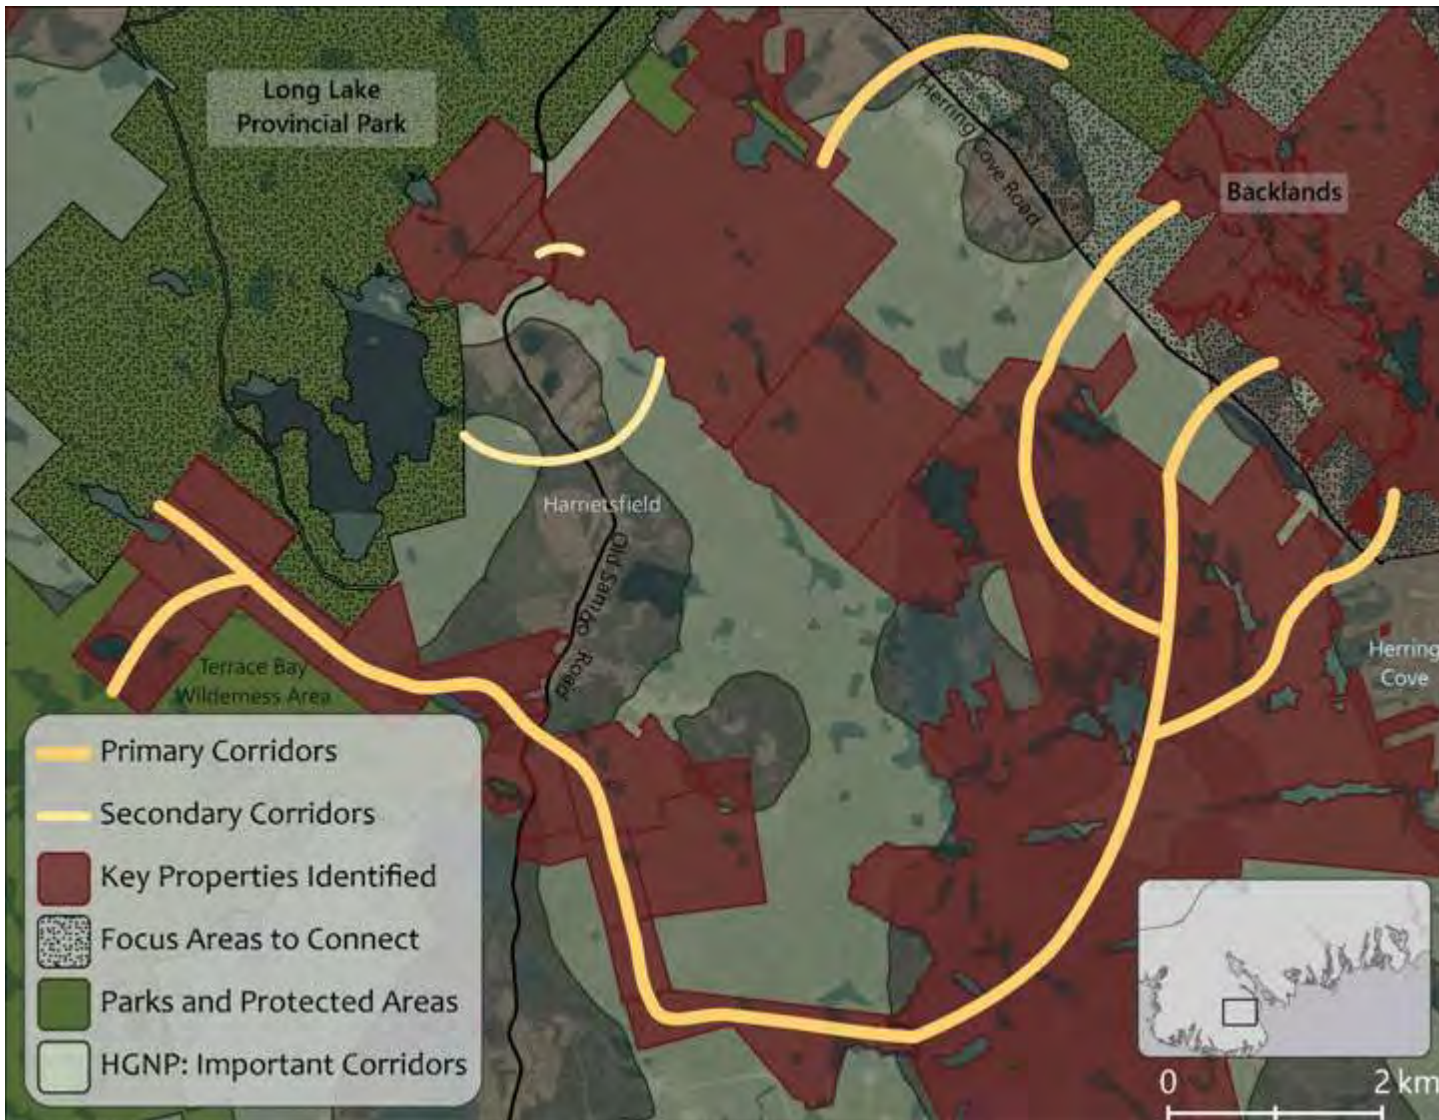 Long Lake
Provincial Park
Herring Cove Road
Backlands
Harrietsfield
Old Sambro Road
Terrace Bay
Wilderness Area
Herring
Cove
Primary Corridors
Secondary Corridors
Key Properties Identified
Focus Areas to Connect
Parks and Protected Areas
HGNP: Important Corridors
0
2 km